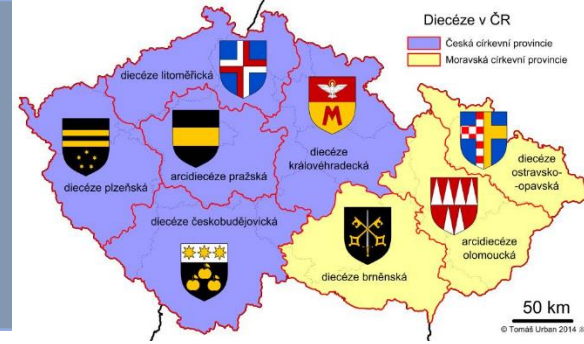 Diecéze v ČR
Česká církevní provincie
Moravská církevní provincie
diecéze litoměřická
M
diecéze
královéhradecká
diecéze plzeňská
arcidiecéze pražská
diecéze
ostravsko-
-opavská
diecéze českobudějovická
arcidiecéze
olomoucká
diecéze brněnská
50 km
© Tomáš Urban 2014